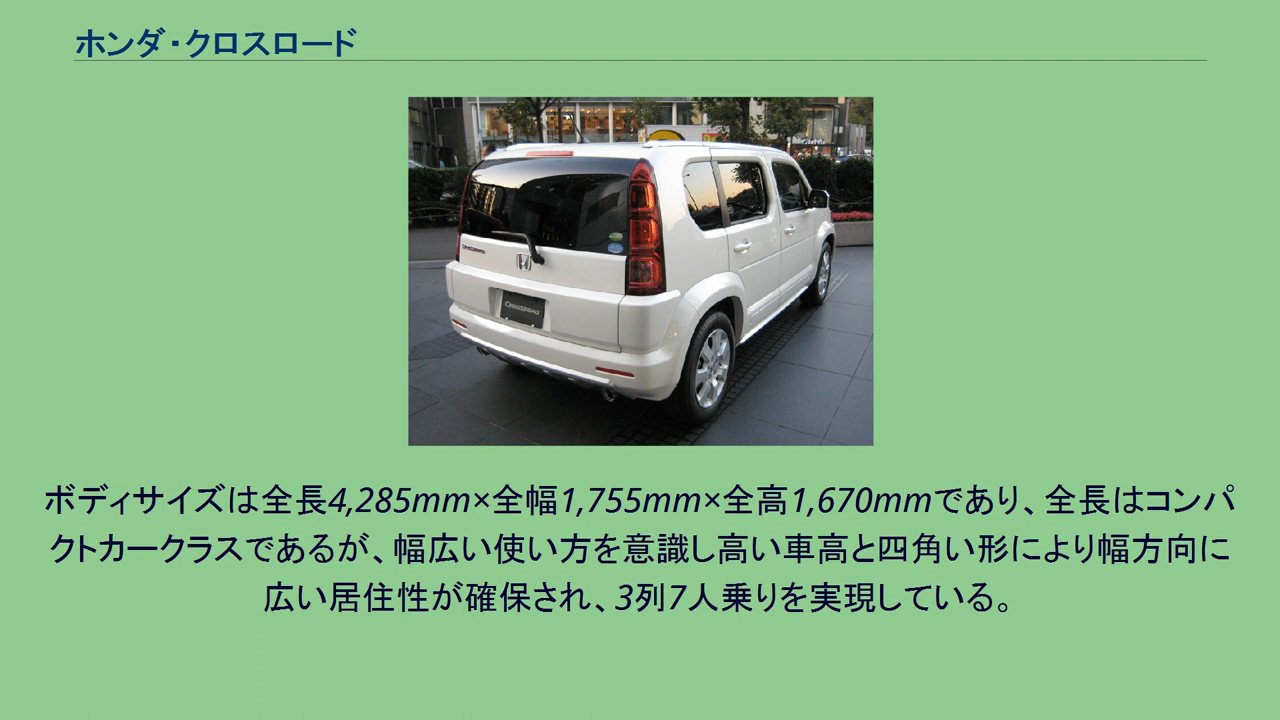 ホンダ・クロスロード
CROSSROAD
ボディサイズは全長4,285mm×全幅1,755mm×全高1,670mmであり、全長はコンパ
クトカークラスであるが、幅広い使い方を意識し高い車高と四角い形により幅方向に
広い居住性が確保され、3列7人乗りを実現している。